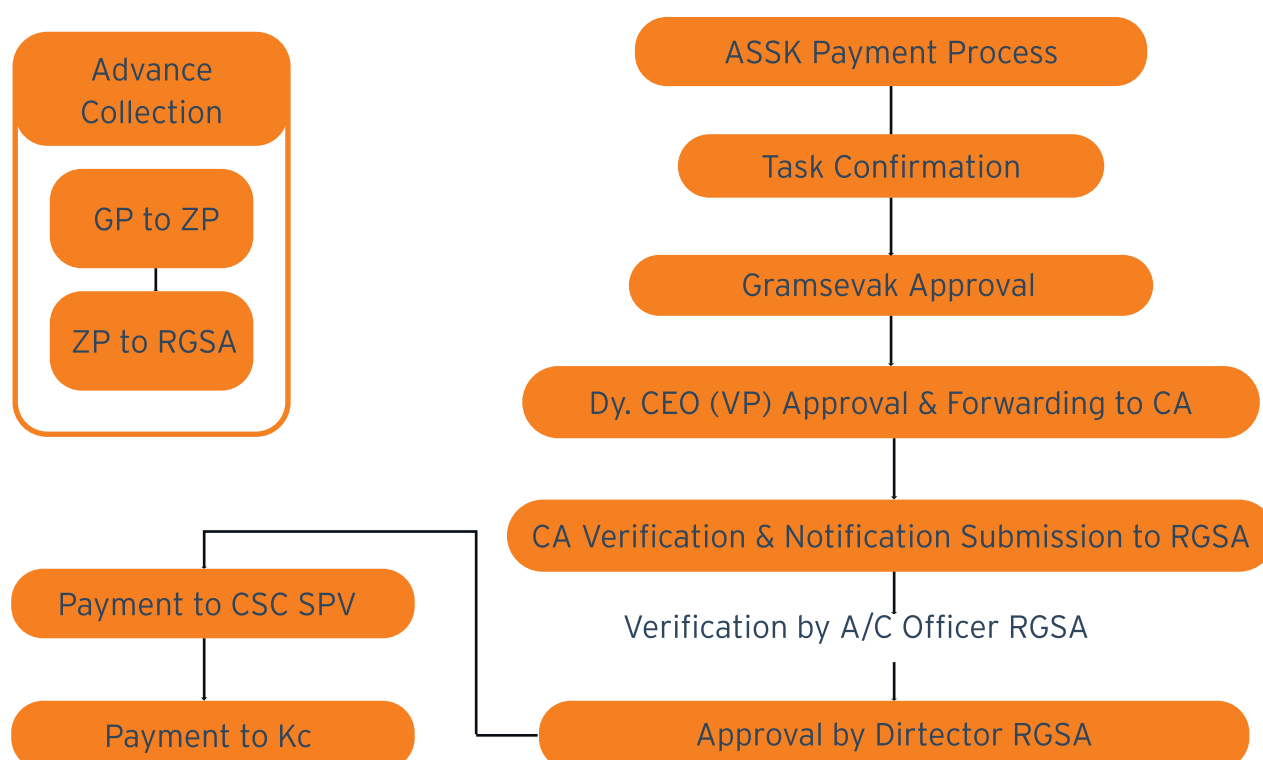 Advance
Collection
GP to ZP
ZP to RGSA
ASSK Payment Process
Task Confirmation
Gramsevak Approval
Dy. CEO (VP) Approval & Forwarding to CA
CA Verification & Notification Submission to RGSA
Verification by A/C Officer RGSA
Approval by Dirtector RGSA
Payment to CSC SPV
Payment to Kc